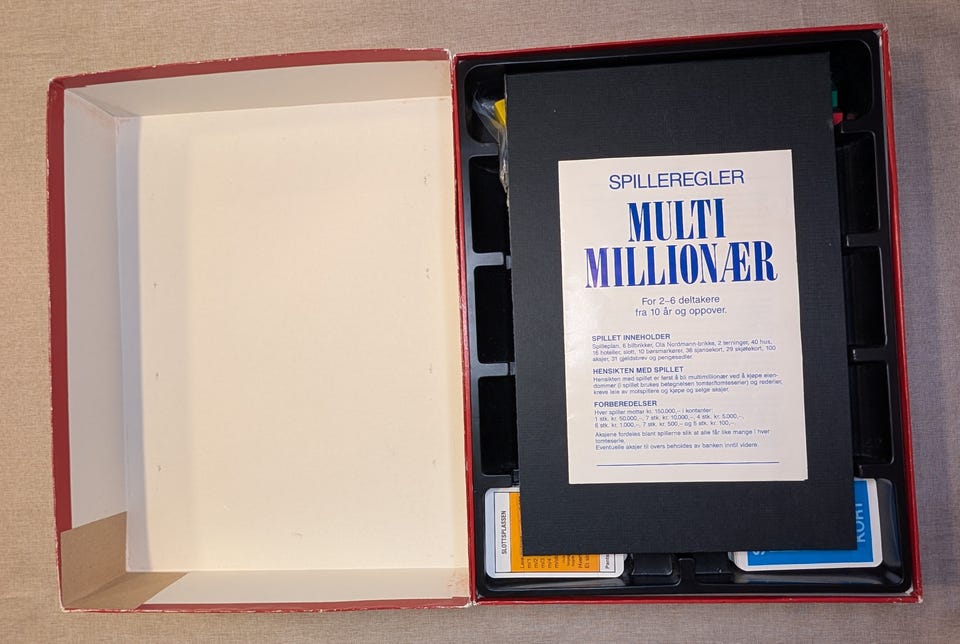 SPILLEREGLER
MULTI
MILLIONÆR
For 2–6 deltakere
fra 10 år og oppover.
SPILLET INNEHOLDER
Spilleplan, 6 bilbrikker, Ola Nordmann-brikke, 2 terninger, 40 hus,
16 hoteller, slott, 10 børsmarkører, 36 sjansekort, 29 skjøtekort, 100
aksjer, 31 gjeldsbrev og pengesedler.
HENSIKTEN MED SPILLET
Hensikten med spillet er først å bli multimillionær ved å kjøpe eien-
dommer (i spillet brukes betegnelsen tomter/tomteserier) og rederier,
kreve leie av motspillere og kjøpe og selge aksjer.
FORBEREDELSER
Hver spiller mottar kr. 150.000,– i kontanter:
1 stk. kr. 50.000,–, 7 stk. kr. 10.000,–, 4 stk. kr. 5.000,–,
6 stk. kr. 1.000,–, 7 stk. kr. 500,– og 5 stk. kr. 100,–.
Aksjene fordeles blant spillerne slik at alle får like mange i hver
tomteserie.
Eventuelle aksjer til overs beholdes av banken inntil videre.
SLOTTSPLASSEN
m/1
m/2
m/3
m/4
KORT